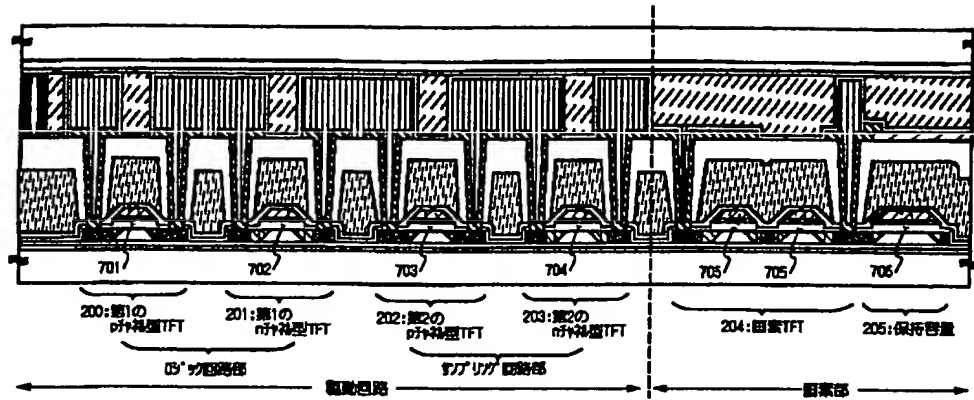 701
702
703
704
705
705
706
200:第1の
pチャネル型TFT
201:第1の
nチャネル型TFT
202:第2の
pチャネル型TFT
203:第2の
nチャネル型TFT
204:画素TFT
205:保持容量
ロジック回路部
サンプリング回路部
駆動回路
画素部